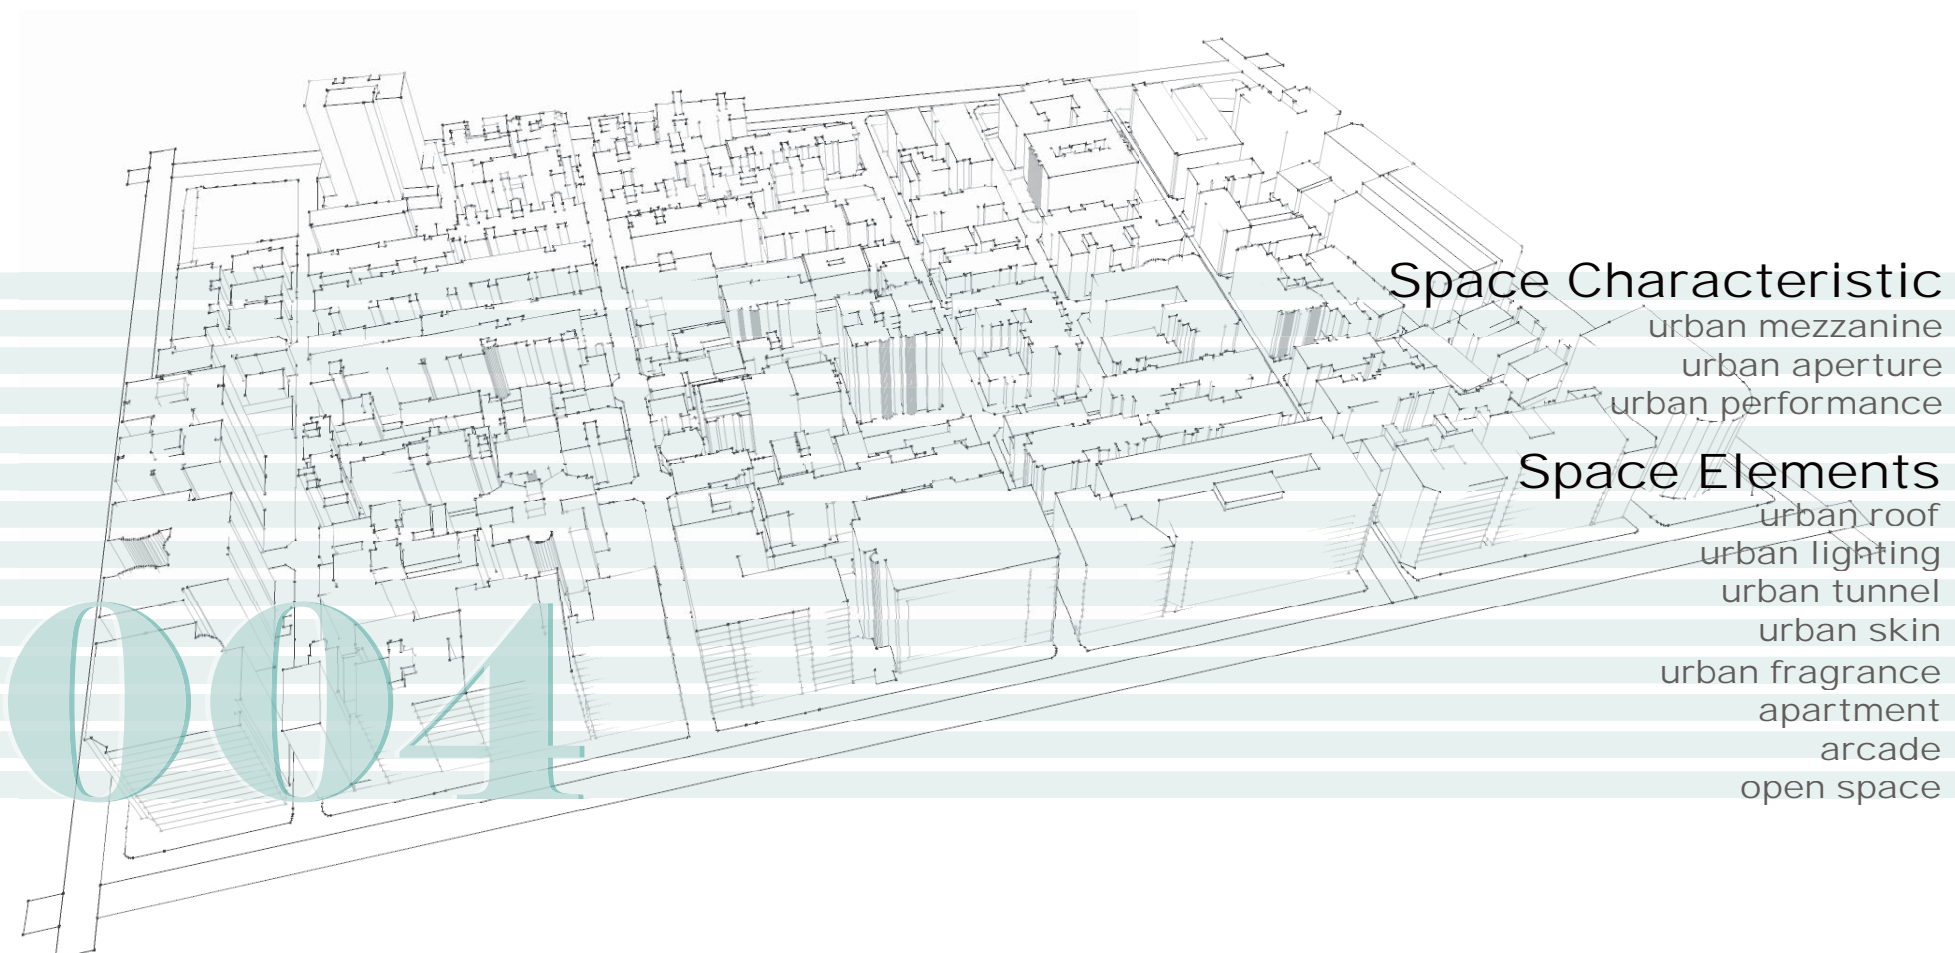 Space Characteristic
urban mezzanine
urban aperture
urban performance
Space Elements
urban roof
urban lighting
urban tunnel
urban skin
urban fragrance
apartment
arcade
open space
004